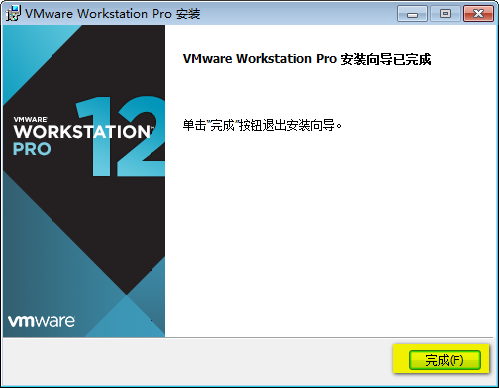 VMware Workstation Pro 安装
VMware Workstation Pro 安装向导已完成
单击"完成"按钮退出安装向导。
VMWARE
WORKSTATION
PRO 12
vmware
完成(F)